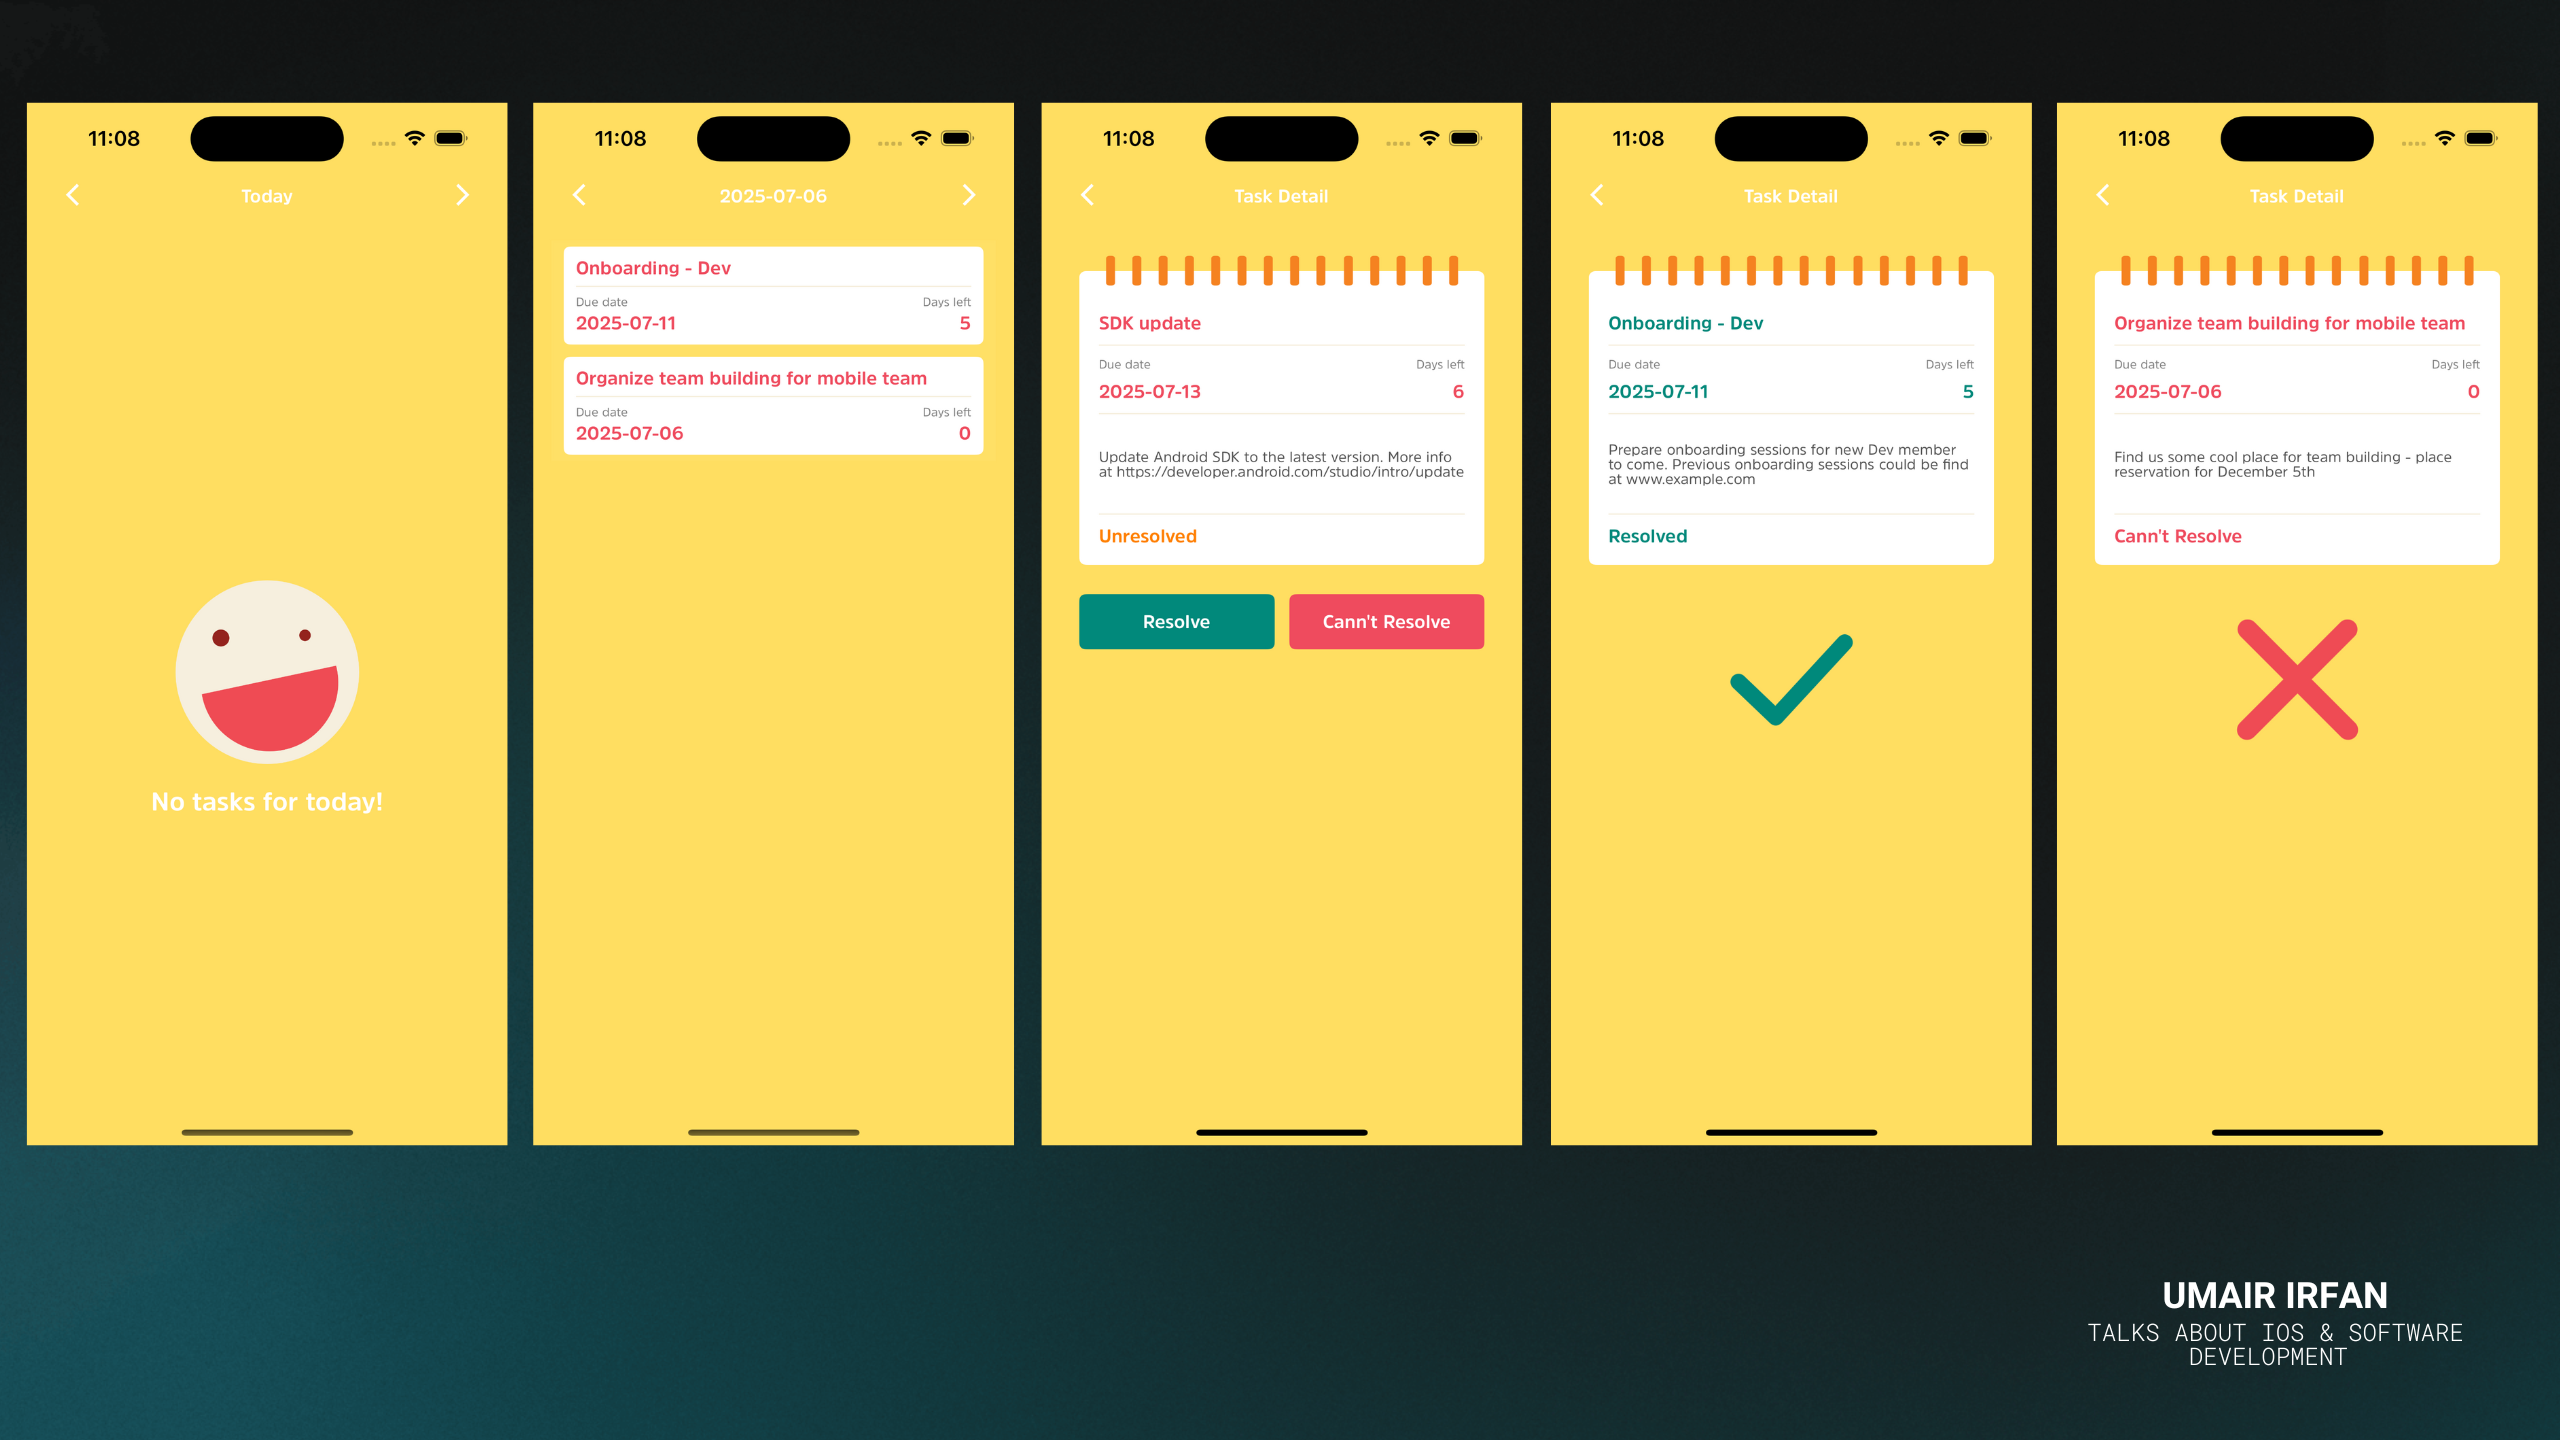 11:08
Today
No tasks for today!
11:08
2025-07-06
Onboarding - Dev
Due date Days left
2025-07-11 5
Organize team building for mobile team
Due date Days left
2025-07-06 0
11:08
Task Detail
SDK update
Due date Days left
2025-07-13 6
Update Android SDK to the latest version. More info
at https://developer.android.com/studio/intro/update
Unresolved
Resolve Cann't Resolve
11:08
Task Detail
Onboarding - Dev
Due date Days left
2025-07-11 5
Prepare onboarding sessions for new Dev member
to come. Previous onboarding sessions could be find
at www.example.com
Resolved
11:08
Task Detail
Organize team building for mobile team
Due date Days left
2025-07-06 0
Find us some cool place for team building - place
reservation for December 5th
Cann't Resolve
UMAIR IRFAN
TALKS ABOUT IOS & SOFTWARE
DEVELOPMENT